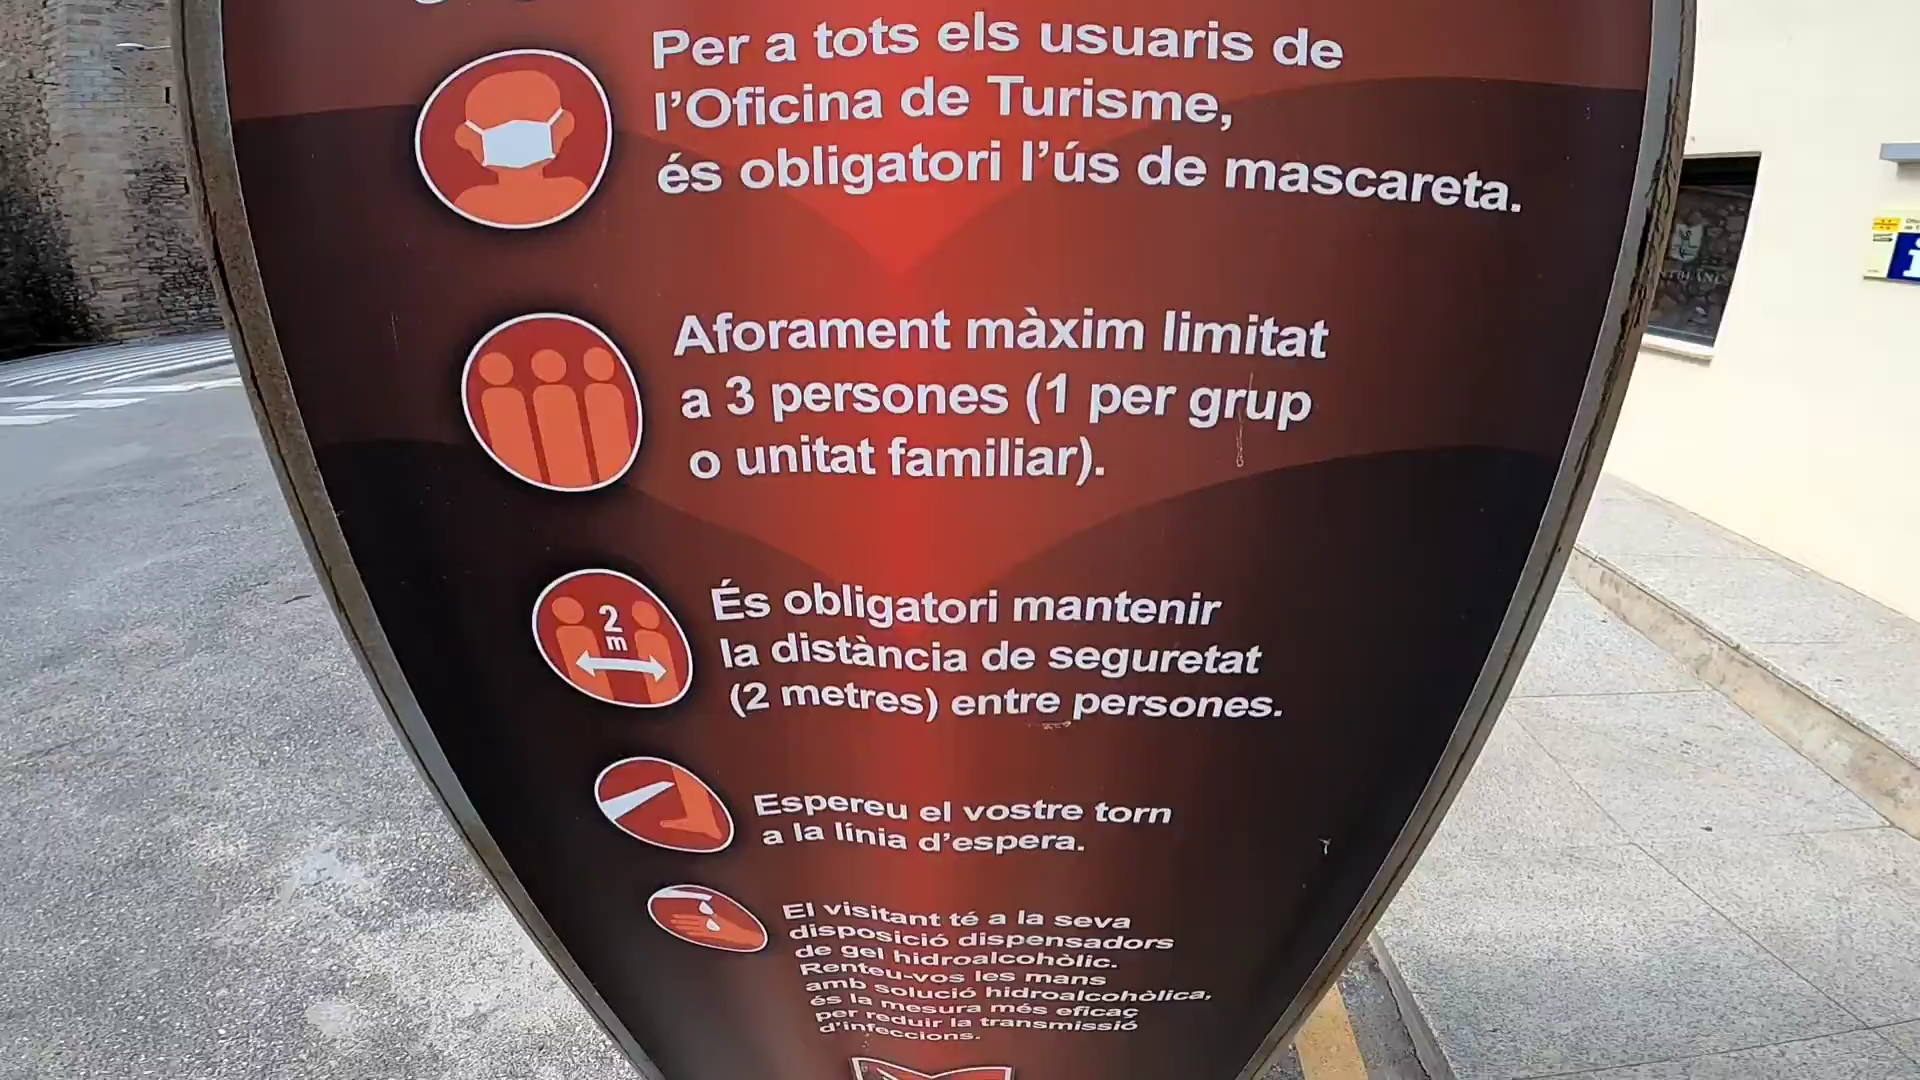 Per a tots els usuaris de
l’Oficina de Turisme,
és obligatori l’ús de mascareta.
Aforament màxim limitat
a 3 persones (1 per grup
o unitat familiar).
2
m
És obligatori mantenir
la distància de seguretat
(2 metres) entre persones.
Espereu el vostre torn
a la línia d’espera.
El visitant té a la seva
disposició dispensadors
de gel hidroalcohòlic.
Renteu-vos les mans
amb solució hidroalcohòlica,
és la mesura més eficaç
per reduir la transmissió
d’infeccions.
i